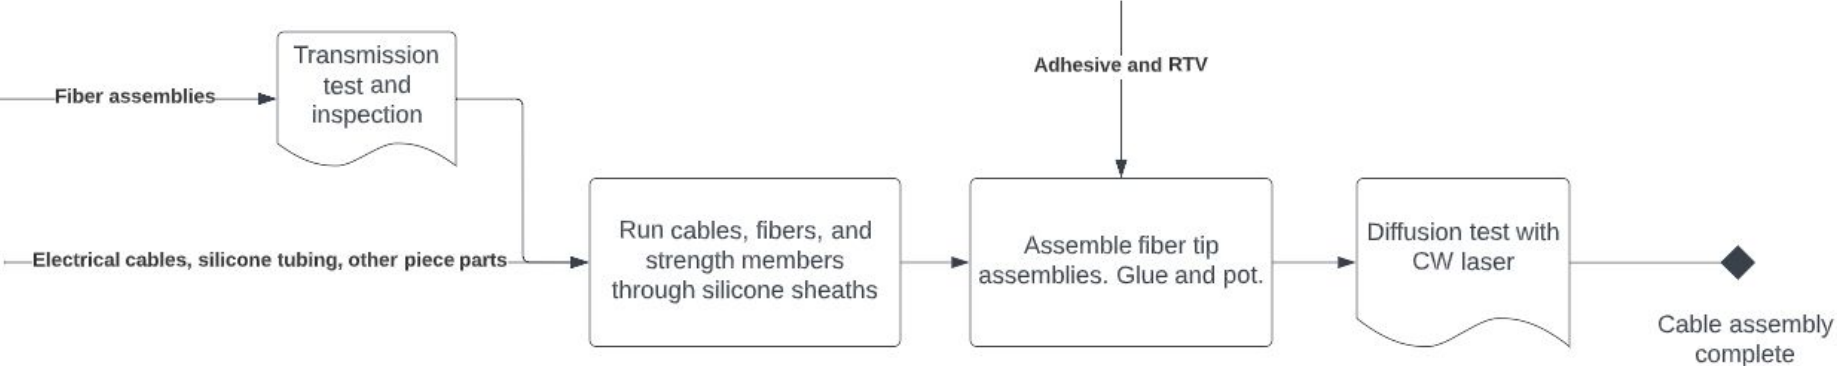 Transmission
test and
inspection
Fiber assemblies
Adhesive and RTV
Electrical cables, silicone tubing, other piece parts
Run cables, fibers, and
strength members
through silicone sheaths
Assemble fiber tip
assemblies. Glue and pot.
Diffusion test with
CW laser
Cable assembly
complete